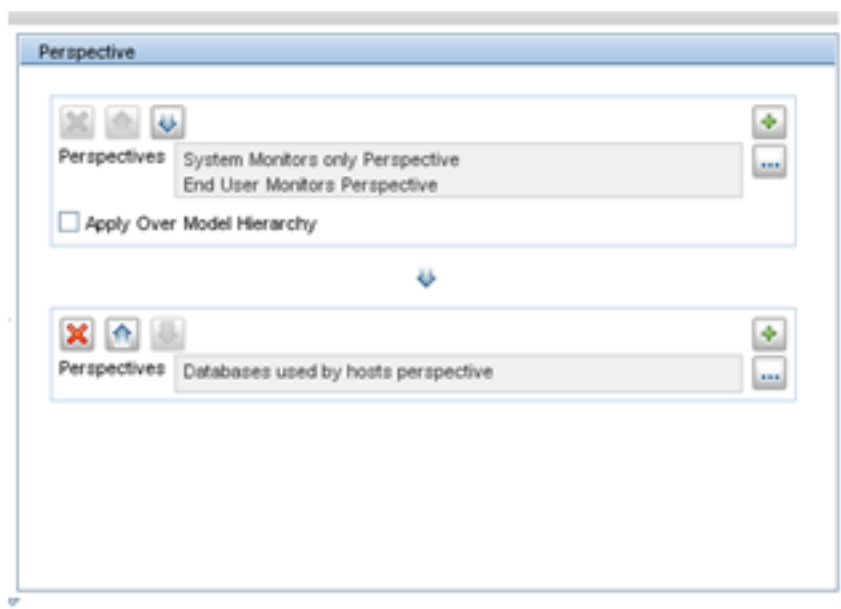 Perspective
Perspectives
System Monitors only Perspective
End User Monitors Perspective
...
Apply Over Model Hierarchy
Perspectives
Databases used by hosts perspective
...